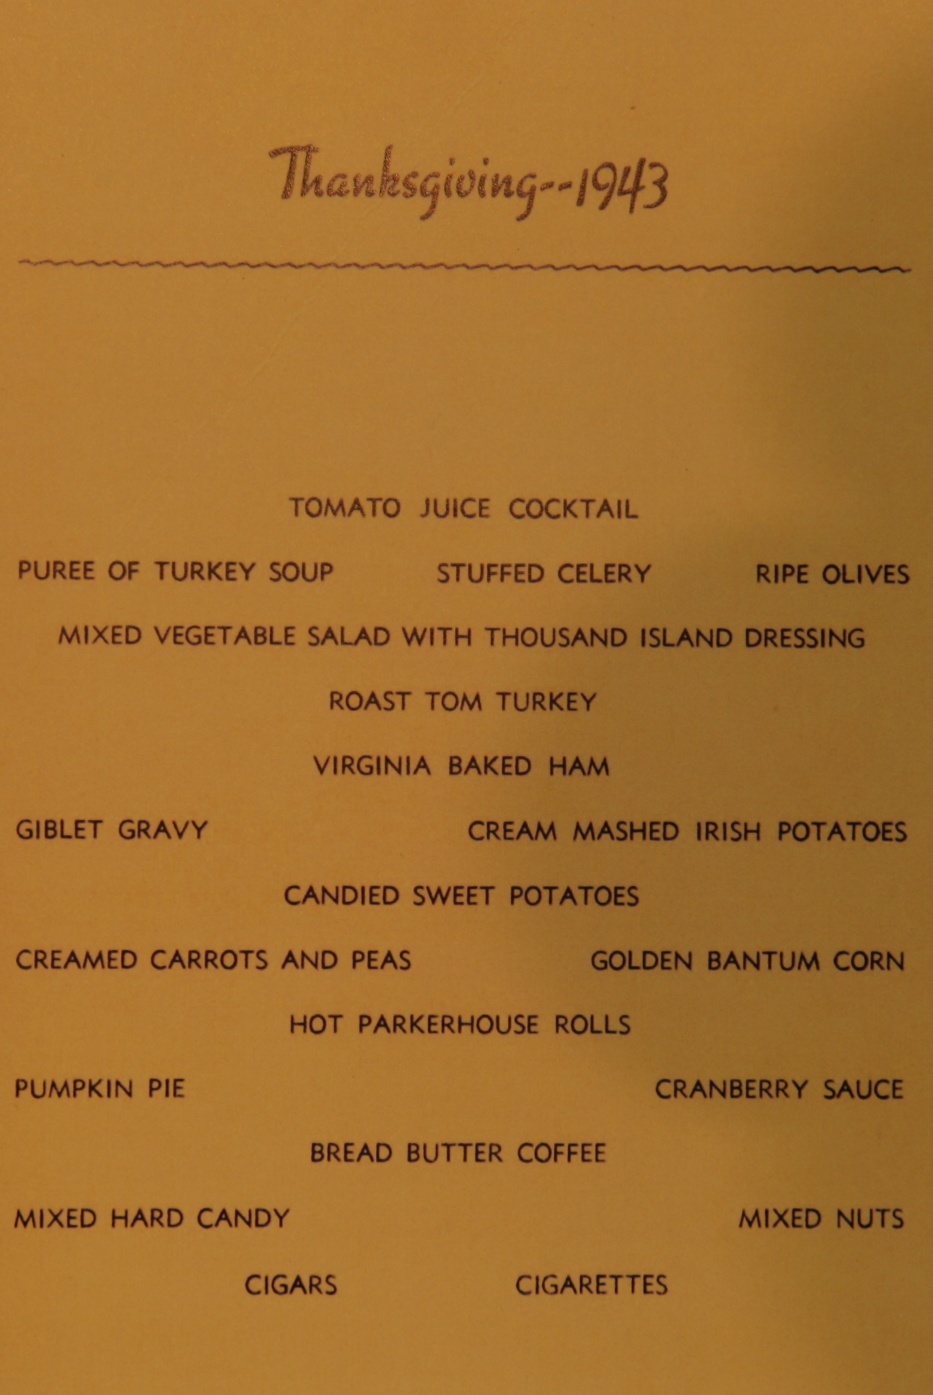 Thanksgiving--1943
TOMATO JUICE COCKTAIL
PUREE OF TURKEY SOUP STUFFED CELERY RIPE OLIVES
MIXED VEGETABLE SALAD WITH THOUSAND ISLAND DRESSING
ROAST TOM TURKEY
VIRGINIA BAKED HAM
GIBLET GRAVY CREAM MASHED IRISH POTATOES
CANDIED SWEET POTATOES
CREAMED CARROTS AND PEAS GOLDEN BANTUM CORN
HOT PARKERHOUSE ROLLS
PUMPKIN PIE CRANBERRY SAUCE
BREAD BUTTER COFFEE
MIXED HARD CANDY MIXED NUTS
CIGARS CIGARETTES